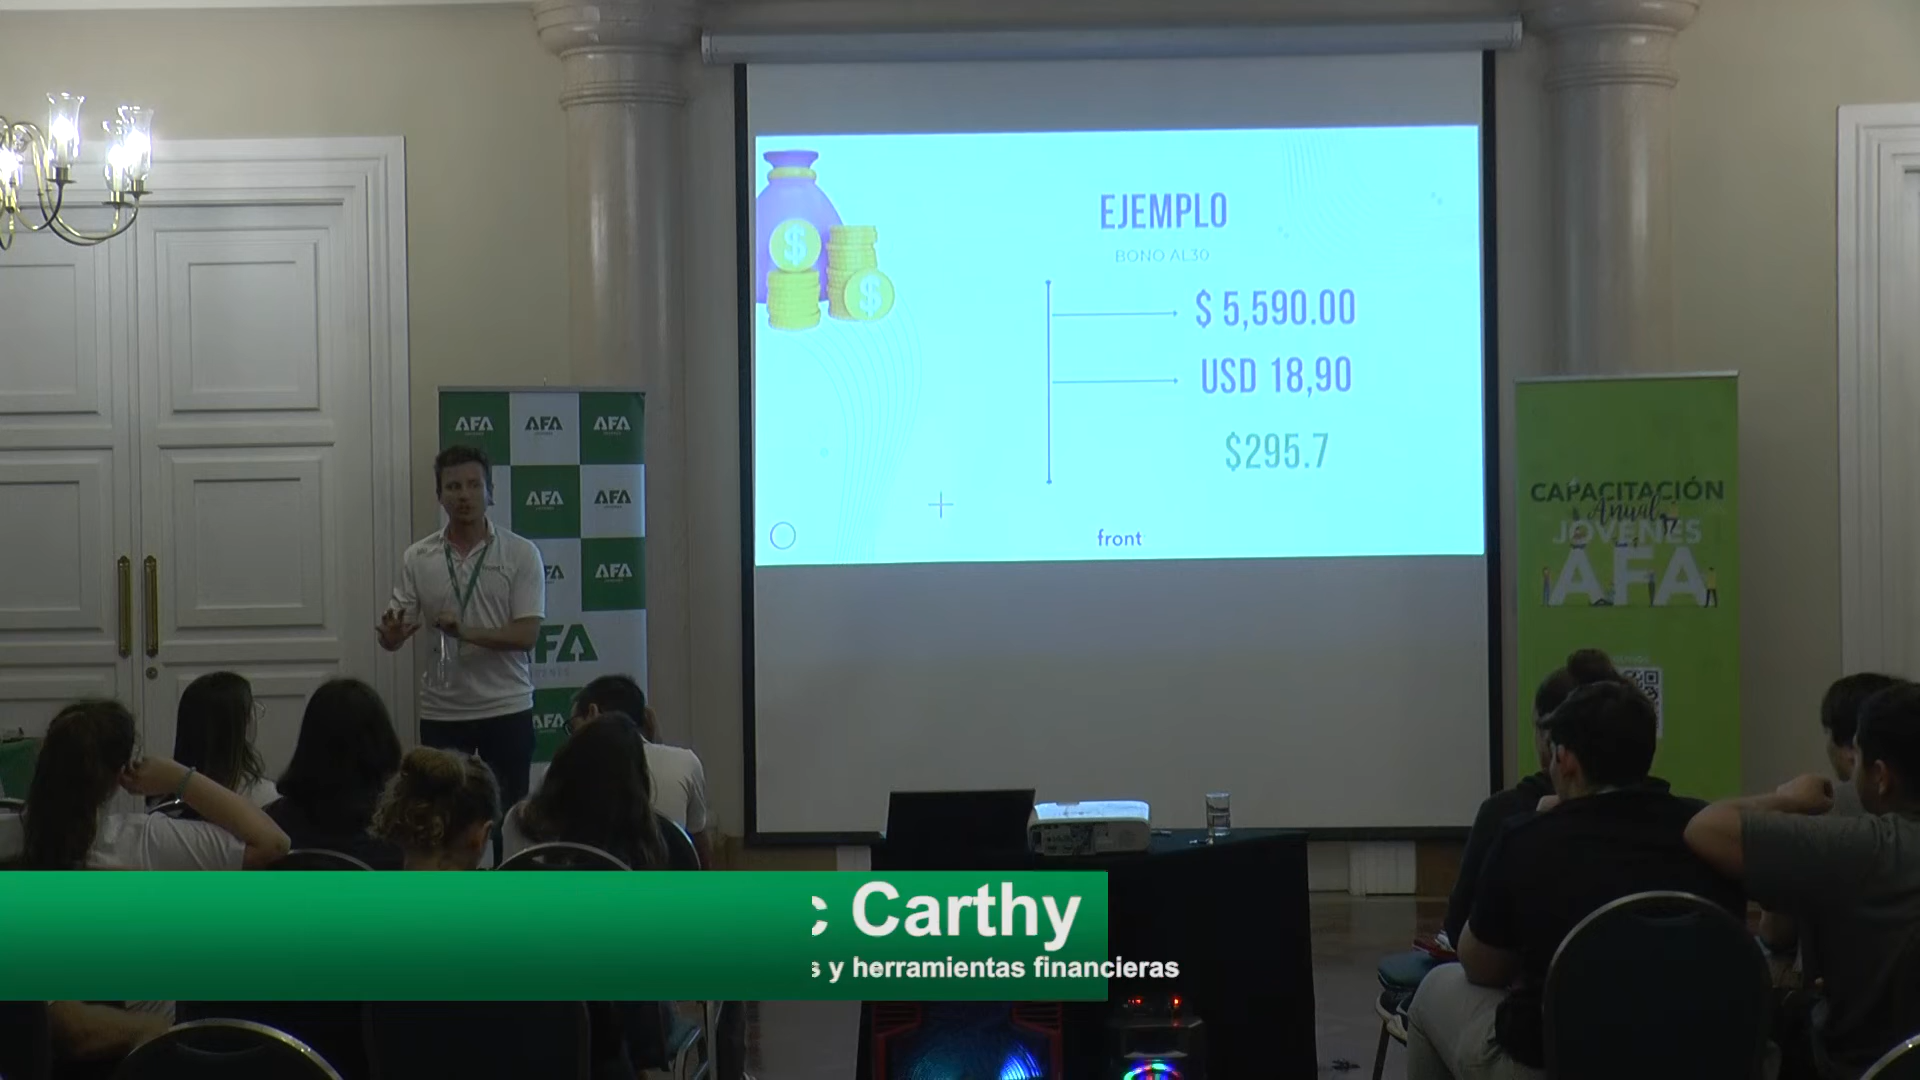 EJEMPLO
BONO AL30
$ 5,590.00
USD 18,90
$295.7
front
AFA AFA AFA
AFA AFA
AFA
AFA
CAPACITACIÓN
Anual
JÓVENES
AFA
c Carthy
s y herramientas financieras